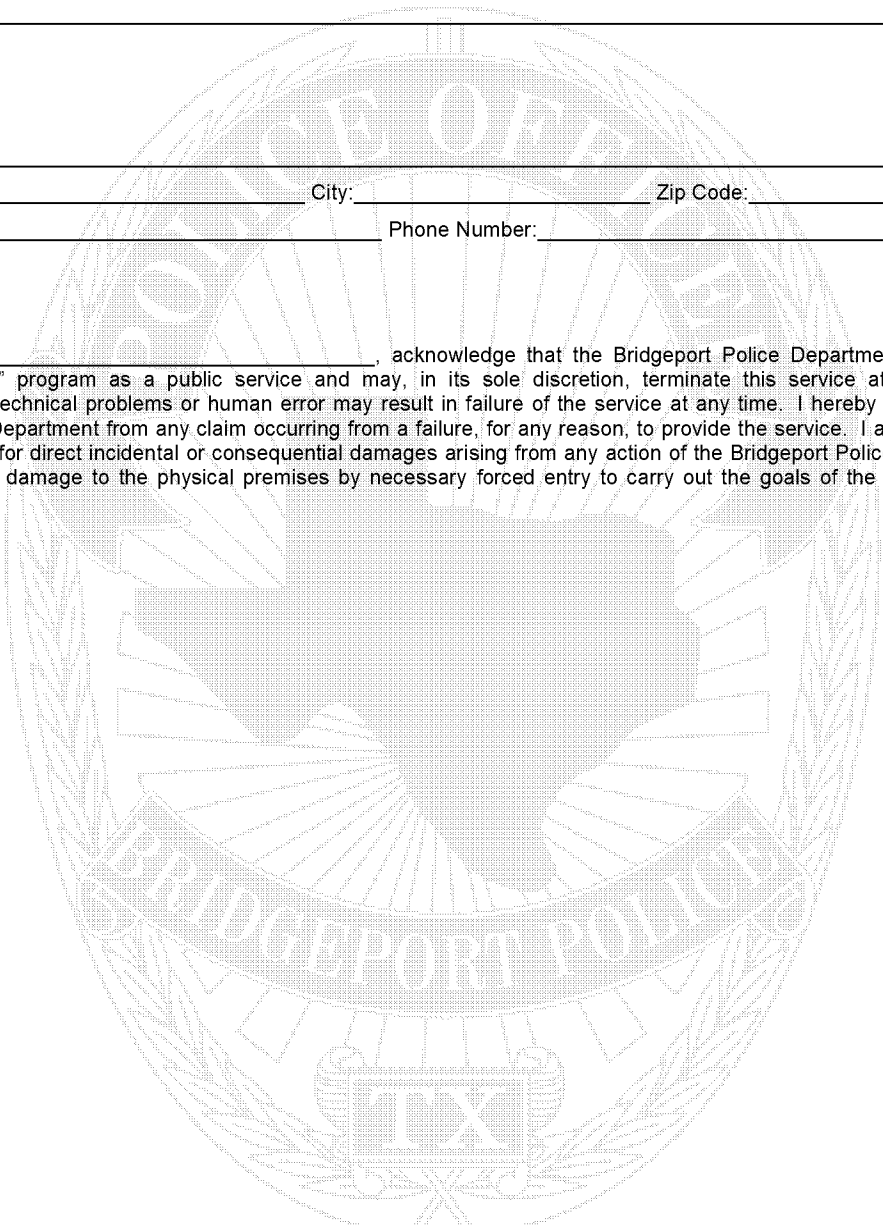 POLICE OFFICER
City: Zip Code:
Phone Number:
, acknowledge that the Bridgeport Police
” program as a public service and may, in its sole discretion, terminate this service
technical problems or human error may result in failure of the service at any time. I hereby
Department from any claim occurring from a failure, for any reason, to provide the service. I
for direct incidental or consequential damages arising from any action of the Bridgeport
damage to the physical premises by necessary forced entry to carry out the goals of the
BRIDGEPORT POLICE
TX